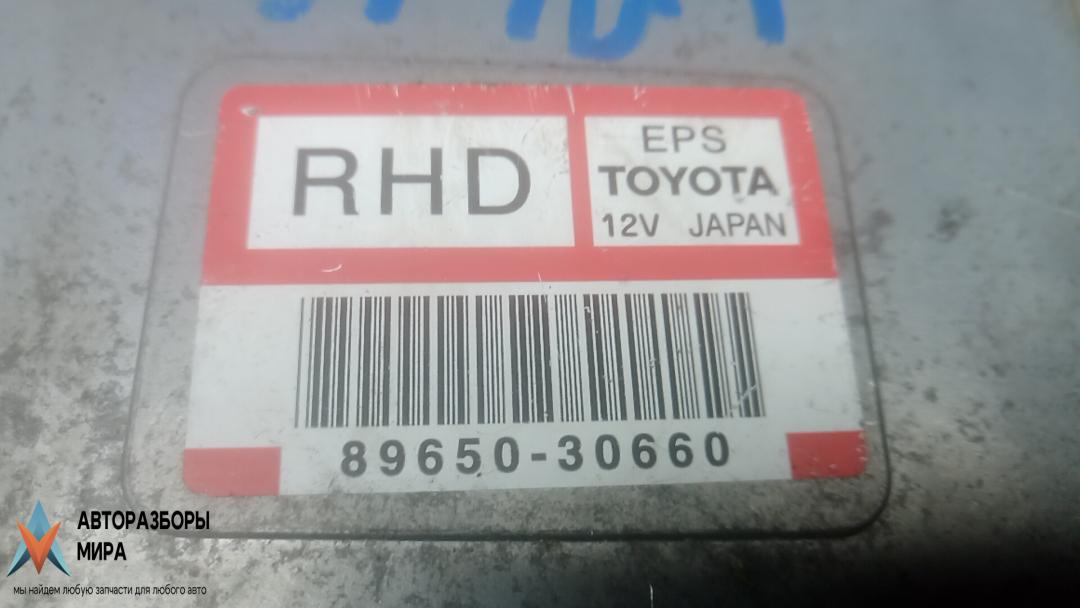 RHD
EPS
TOYOTA
12V JAPAN
89650-30660
АВТОРАЗБОРЫ
МИРА
мы найдем любую запчасти для любого авто